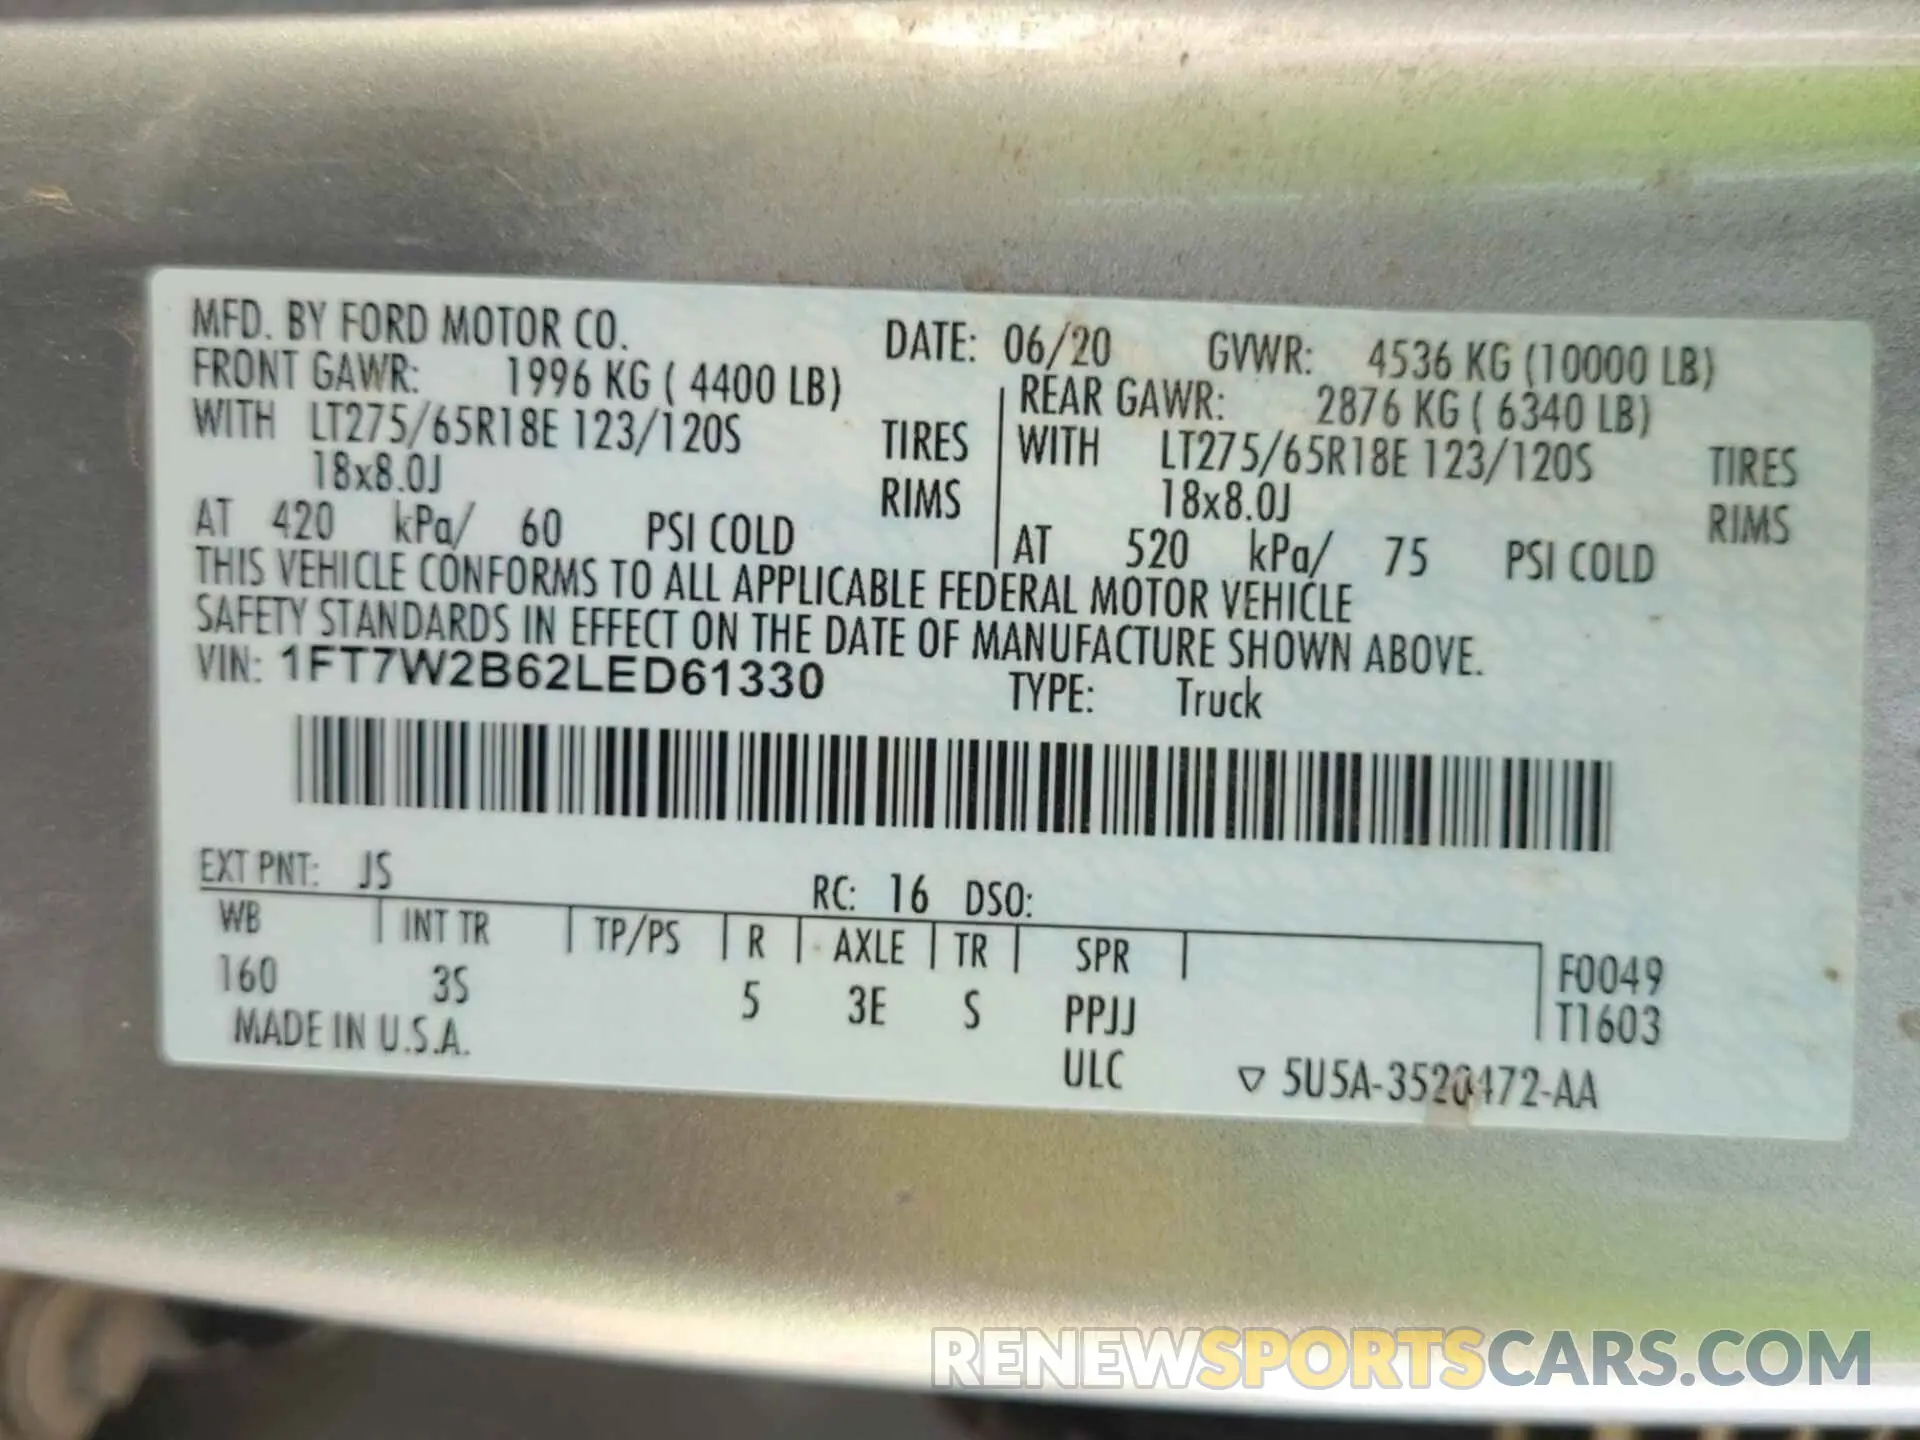 MFD. BY FORD MOTOR CO.
DATE: 06/20 GVWR: 4536 KG (10000 LB)
FRONT GAWR: 1996 KG ( 4400 LB)
WITH LT275/65R18E 123/120S TIRES
18x8.0J RIMS
AT 420 kPa/ 60 PSI COLD
REAR GAWR: 2876 KG ( 6340 LB)
WITH LT275/65R18E 123/120S TIRES
18x8.0J RIMS
AT 520 kPa/ 75 PSI COLD
THIS VEHICLE CONFORMS TO ALL APPLICABLE FEDERAL MOTOR VEHICLE
SAFETY STANDARDS IN EFFECT ON THE DATE OF MANUFACTURE SHOWN ABOVE.
VIN: 1FT7W2B62LED61330 TYPE: Truck
EXT PNT: JS RC: 16 DSO:
WB INT TR TP/PS R AXLE TR SPR F0049
160 3S 5 3E S PPJJ T1603
MADE IN U.S.A. ULC ▽ 5U5A-3520472-AA
RENEWSPORTSCARS.COM